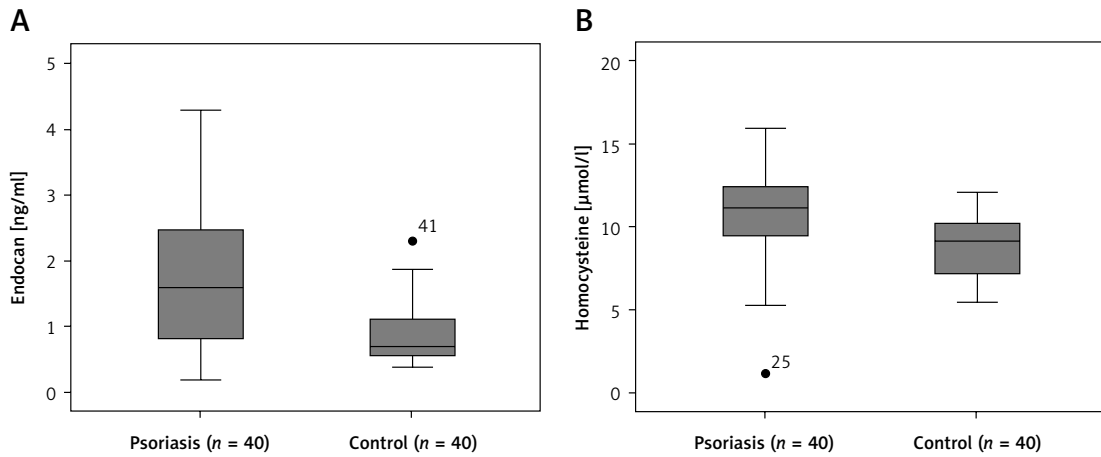 A
Endocan [ng/ml]
5
4
3
2
1
0
41
Psoriasis (n = 40)
Control (n = 40)
B
Homocysteine [µmol/l]
20
15
10
5
0
25
Psoriasis (n = 40)
Control (n = 40)